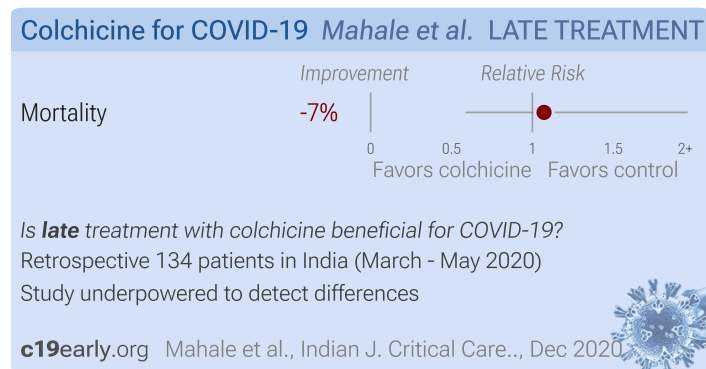 Colchicine for COVID-19 Mahale et al. LATE TREATMENT
Improvement Relative Risk
Mortality -7%
0 0.5 1 1.5 2+
Favors colchicine Favors control
Is late treatment with colchicine beneficial for COVID-19?
Retrospective 134 patients in India (March - May 2020)
Study underpowered to detect differences
c19early.org Mahale et al., Indian J. Critical Care.., Dec 2020